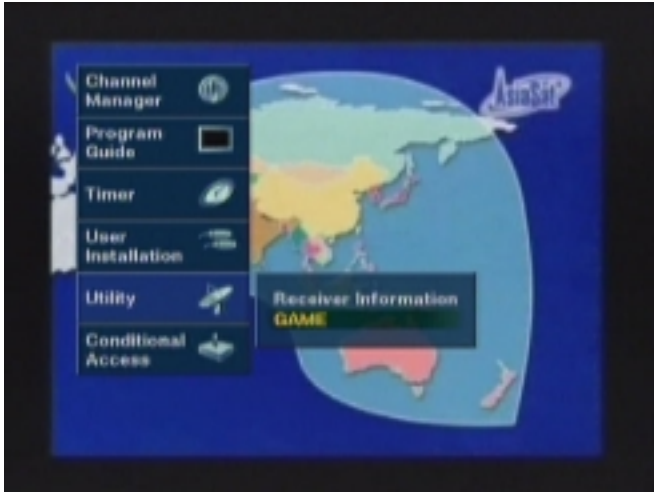 Channel
Manager
Program
Guide
Timer
User
Installation
Utility
Conditional
Access
Receiver Information
GAME
AsiaSat